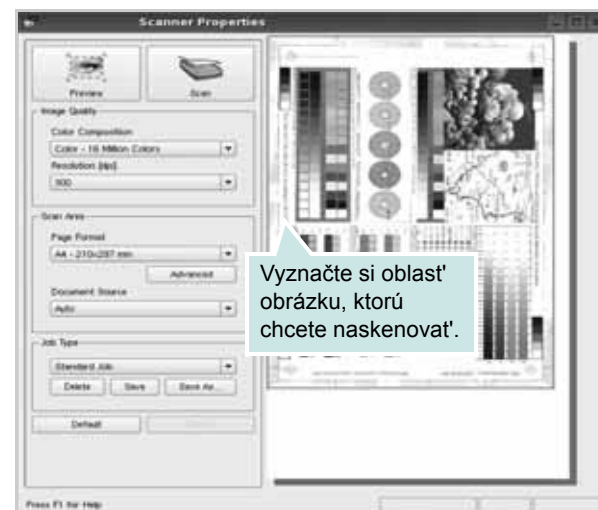 Scanner Properties
Preview
Scan
Image Quality
Color Composition
Color - 16 Million Colors
Resolution [dpi]
300
Scan Area
Page Format
A4 - 210x297 mm
Advanced
Document Source
Auto
Job Type
Standard Job
Delete
Save
Save As...
Default
Vyznačte si oblast'
obrázku, ktorú
chcete naskenovat'.
Press F1 for Help